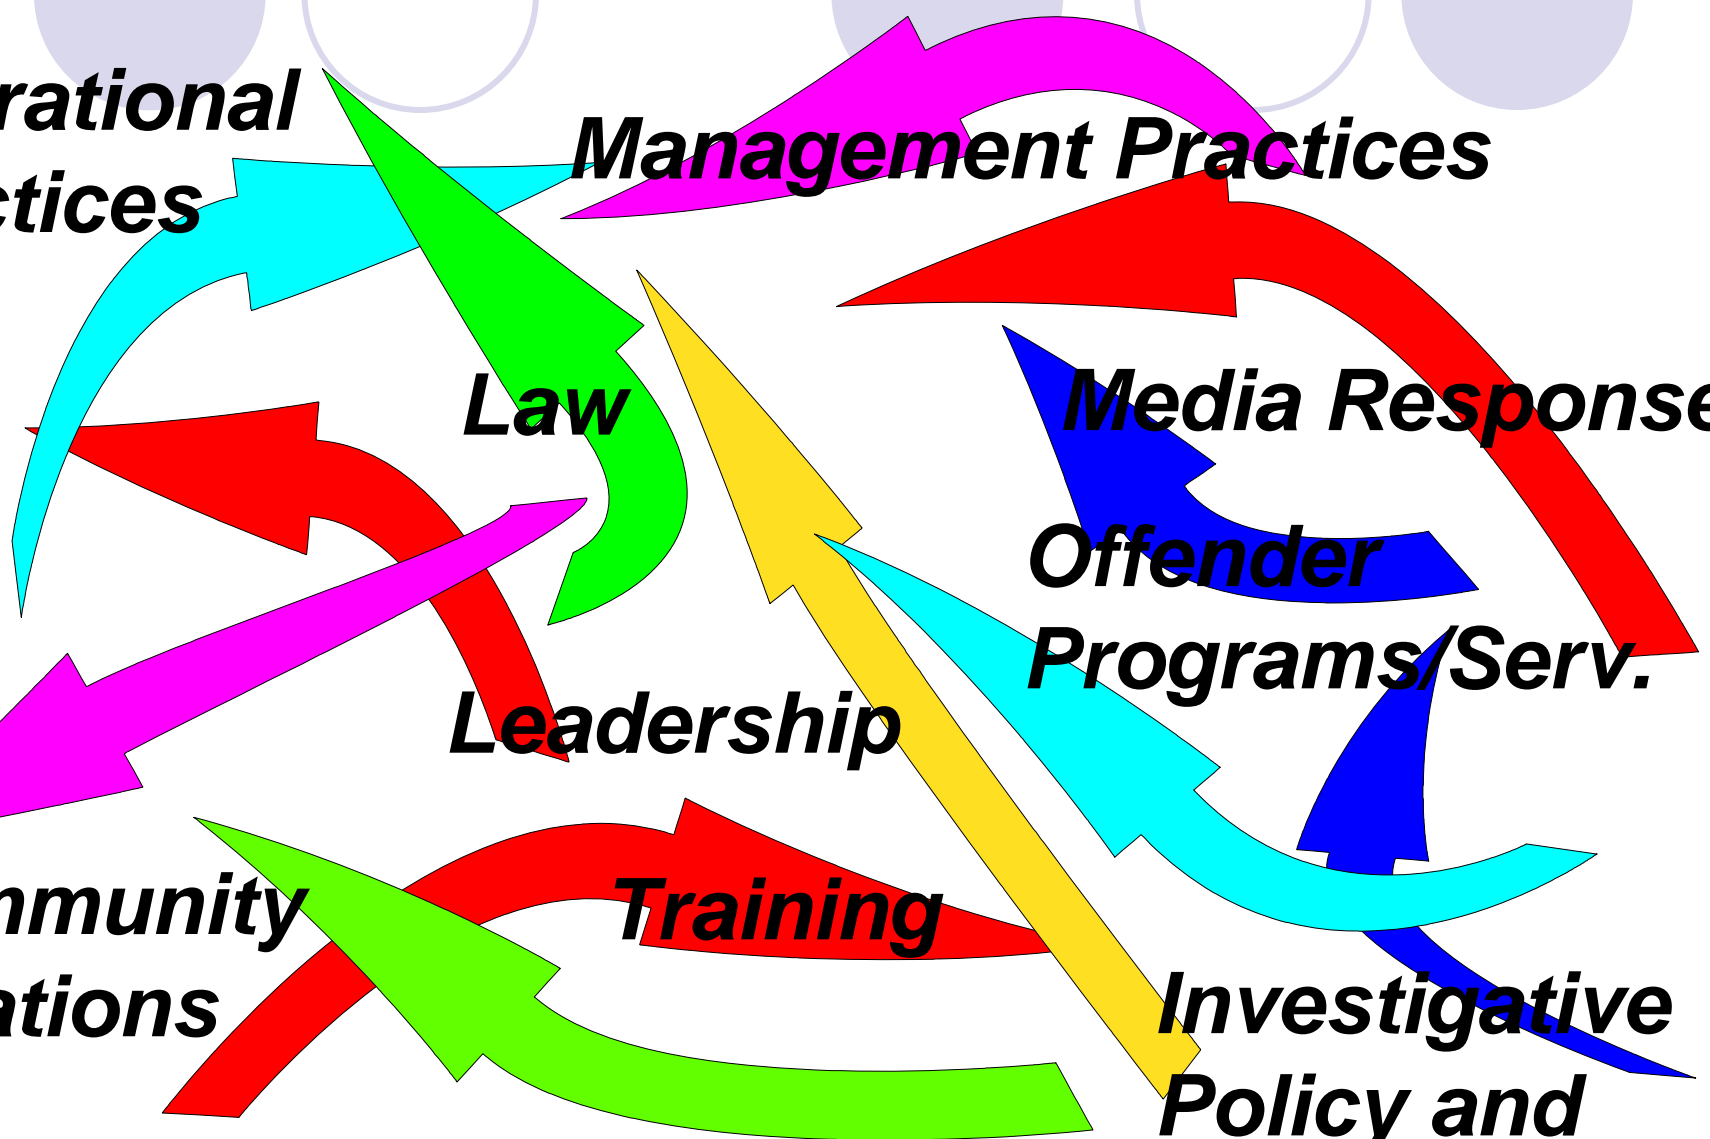 rational
ctices
Management Practices
Law
Media Response
Offender
Programs/Serv.
Leadership
mmunity
ations
Training
Investigative
Policy and